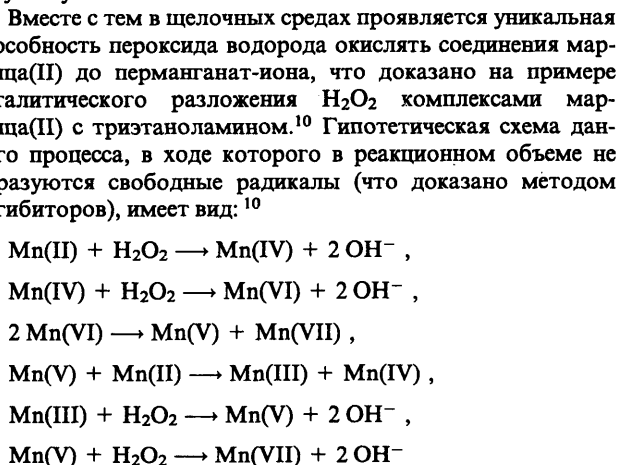 Вместе с тем в щелочных средах проявляется уникальная
особность пероксида водорода окислять соединения мар-
ца(II) до перманганат-иона, что доказано на примере
талитического разложения H₂O₂ комплексами мар-
ца(II) с триэтаноламином.¹⁰ Гипотетическая схема дан-
го процесса, в ходе которого в реакционном объеме не
разуются свободные радикалы (что доказано методом
гибиторов), имеет вид: ¹⁰
Mn(II) + H₂O₂ ⟶ Mn(IV) + 2 OH⁻ ,
Mn(IV) + H₂O₂ ⟶ Mn(VI) + 2 OH⁻ ,
2 Mn(VI) ⟶ Mn(V) + Mn(VII) ,
Mn(V) + Mn(II) ⟶ Mn(III) + Mn(IV) ,
Mn(III) + H₂O₂ ⟶ Mn(V) + 2 OH⁻ ,
Mn(V) + H₂O₂ ⟶ Mn(VII) + 2 OH⁻